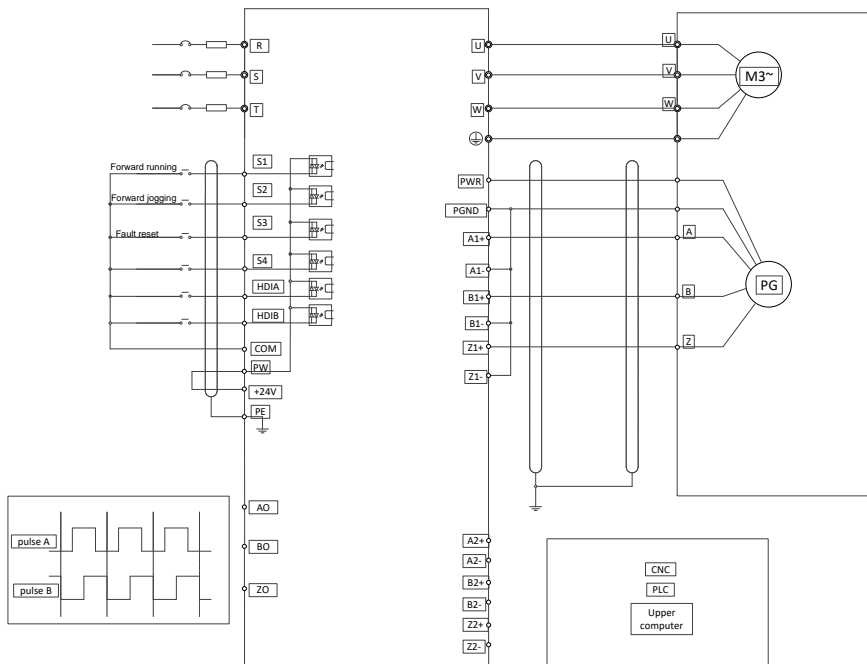 R
S
T
U
V
W
U
V
W
M3~
Forward running
S1
Forward jogging
S2
Fault reset
S3
S4
HDIA
HDIB
COM
PW
+24V
PE
PWR
PGND
A1+
A1-
B1+
B1-
Z1+
Z1-
A
B
Z
PG
pulse A
pulse B
AO
BO
ZO
A2+
A2-
B2+
B2-
Z2+
Z2-
CNC
PLC
Upper
computer